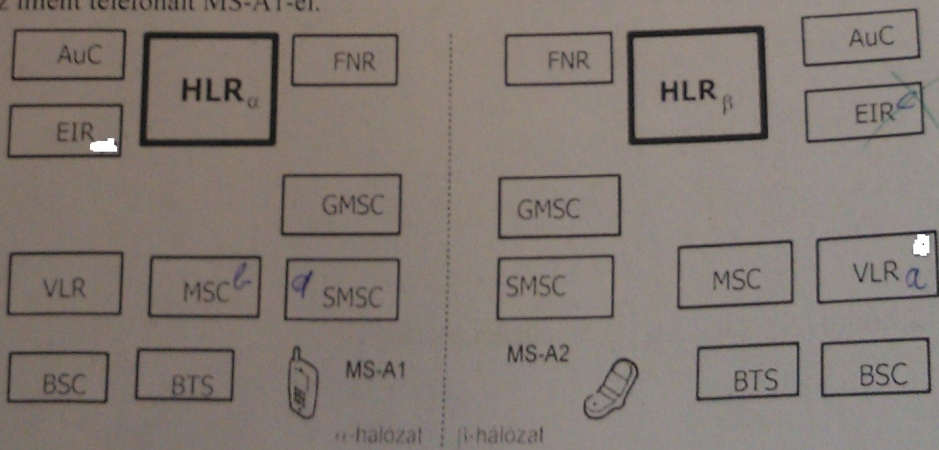 z iment telefonált MS-A1-el.
AuC HLRα FNR FNR HLRβ AuC
EIR EIR
GMSC GMSC
VLR MSC b d SMSC SMSC MSC VLR a
BSC BTS MS-A1 MS-A2 BTS BSC
α-hálózat β-hálózat